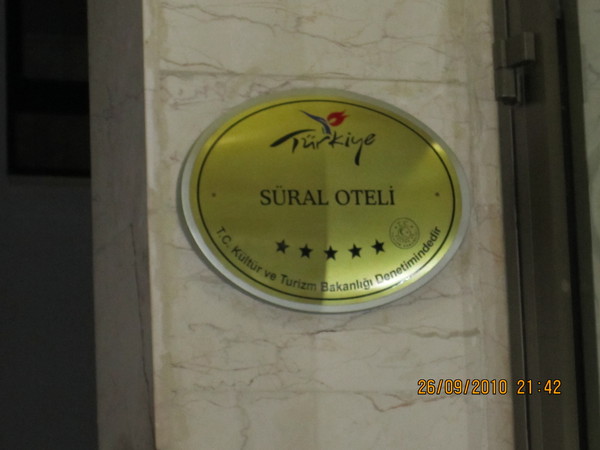 Türkiye
SÜRAL OTELİ
T.C. Kültür ve Turizm Bakanlığı Denetimindedir
26/09/2010 21:42